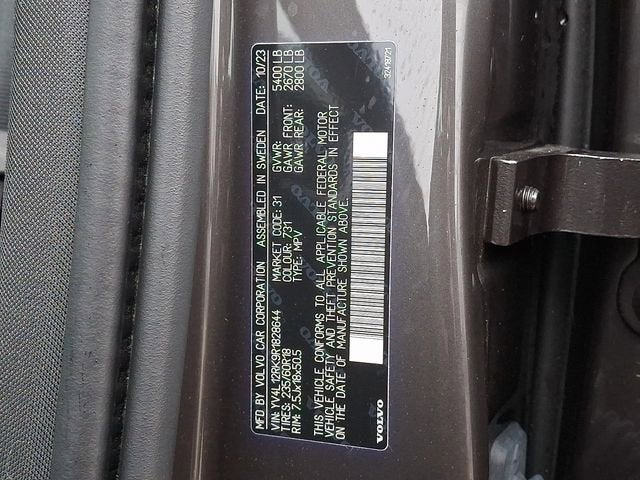 MFD BY VOLVO CAR CORPORATION ASSEMBLED IN SWEDEN DATE: 10/23
VIN: YV4L12RK9R1828644 MARKET CODE: 31 GVWR: 5400 LB
TIRES: 235/60R18 COLOUR: 731 GAWR FRONT: 2670 LB
RIM: 7.5Jx18x50.5 TYPE: MPV GAWR REAR: 2800 LB
THIS VEHICLE CONFORMS TO ALL APPLICABLE FEDERAL MOTOR
VEHICLE SAFETY AND THEFT PREVENTION STANDARDS IN EFFECT
ON THE DATE OF MANUFACTURE SHOWN ABOVE.
VOLVO
32418721